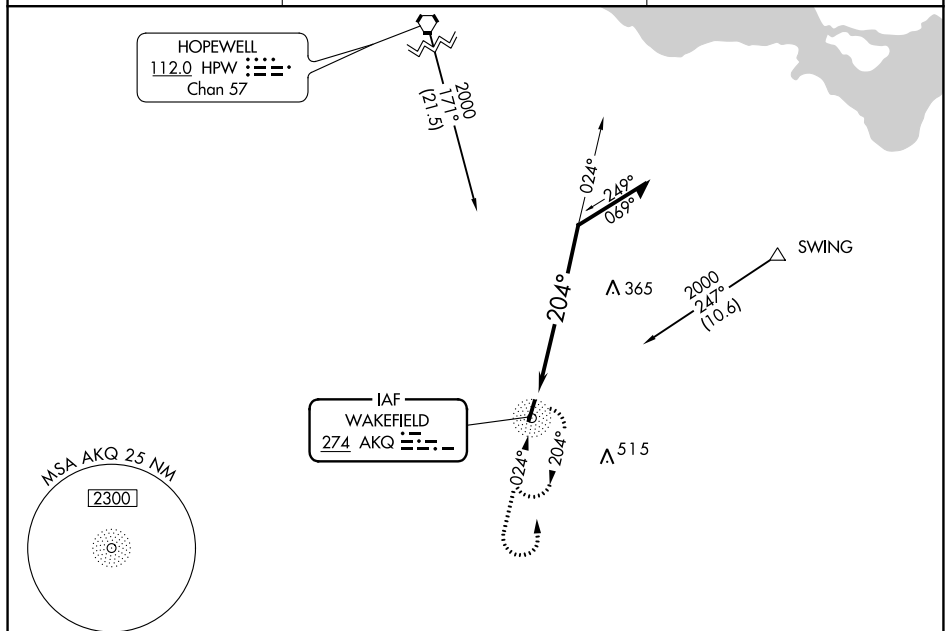 HOPEWELL
112.0 HPW
Chan 57
2000
171°
(21.5)
024°
249°
069°
SWING
2000
247°
(10.6)
365
204°
IAF
WAKEFIELD
274 AKQ
515
024°
204°
MSA AKQ 25 NM
2300